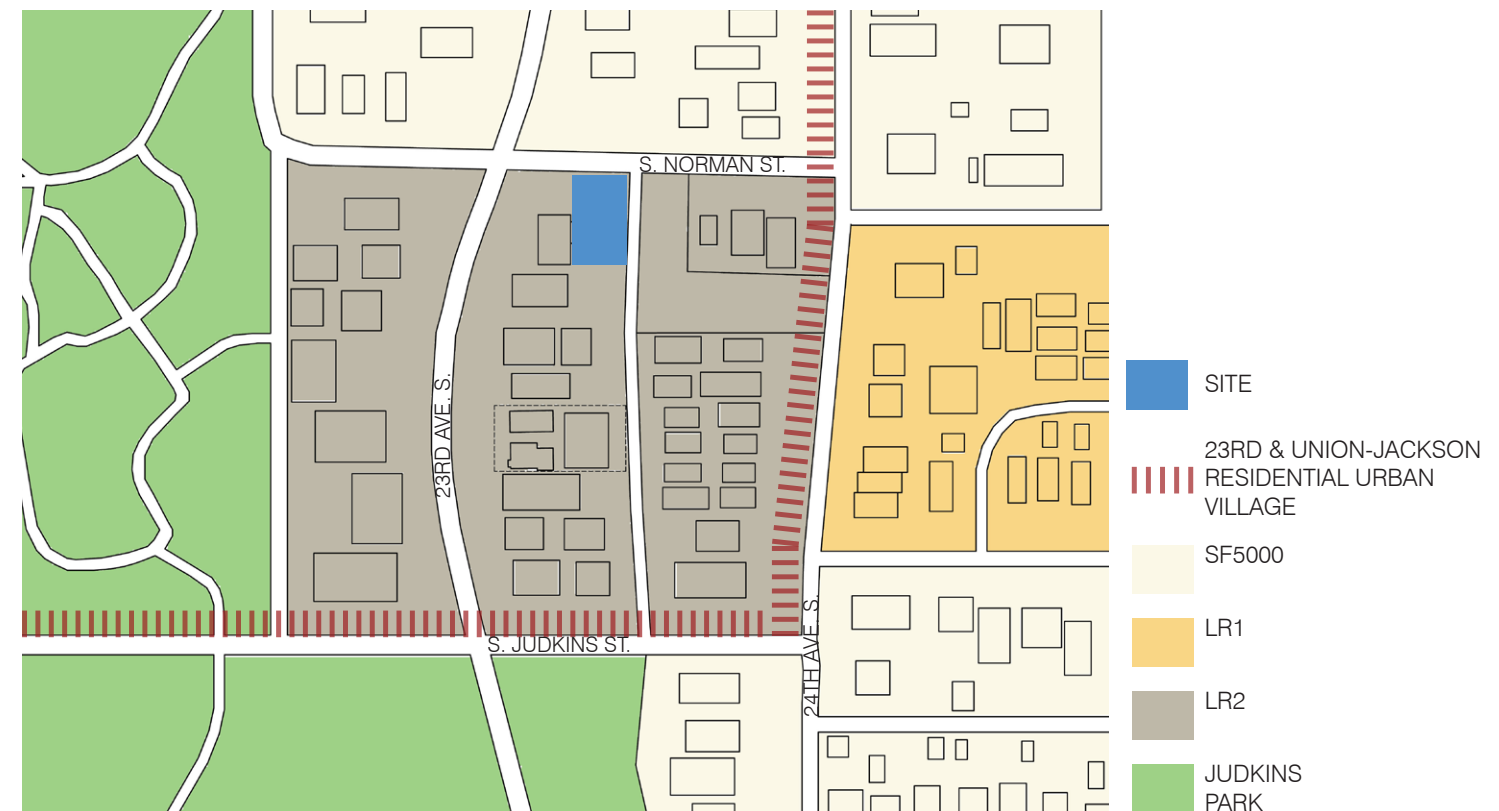 S. NORMAN ST.
23RD AVE. S.
S. JUDKINS ST.
24TH AVE. S.
SITE
23RD & UNION-JACKSON
RESIDENTIAL URBAN
VILLAGE
SF5000
LR1
LR2
JUDKINS
PARK